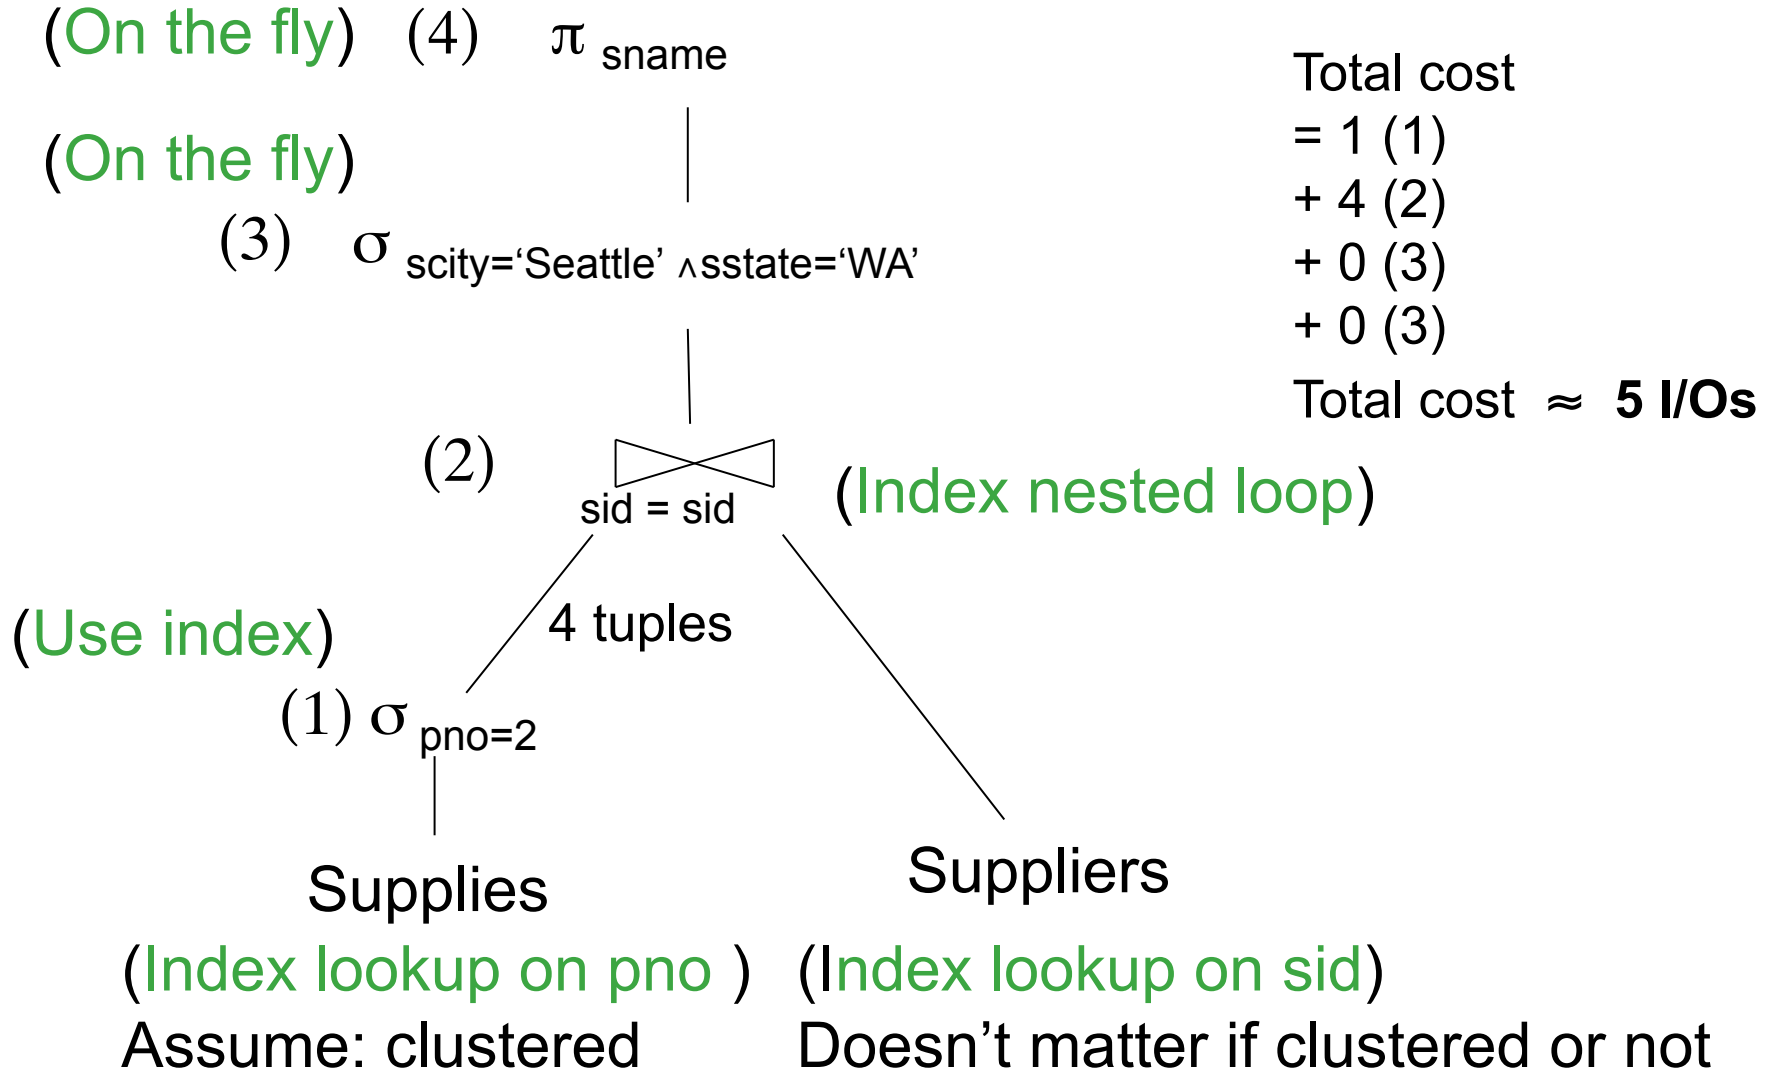 (On the fly) (4) π sname
(On the fly)
(3) σ scity=‘Seattle’ ∧sstate=‘WA’
(2)
sid = sid
(Index nested loop)
4 tuples
(Use index)
(1) σ pno=2
Supplies
(Index lookup on pno )
Assume: clustered
Suppliers
(Index lookup on sid)
Doesn’t matter if clustered or not
Total cost
= 1 (1)
+ 4 (2)
+ 0 (3)
+ 0 (3)
Total cost ≈ 5 I/Os